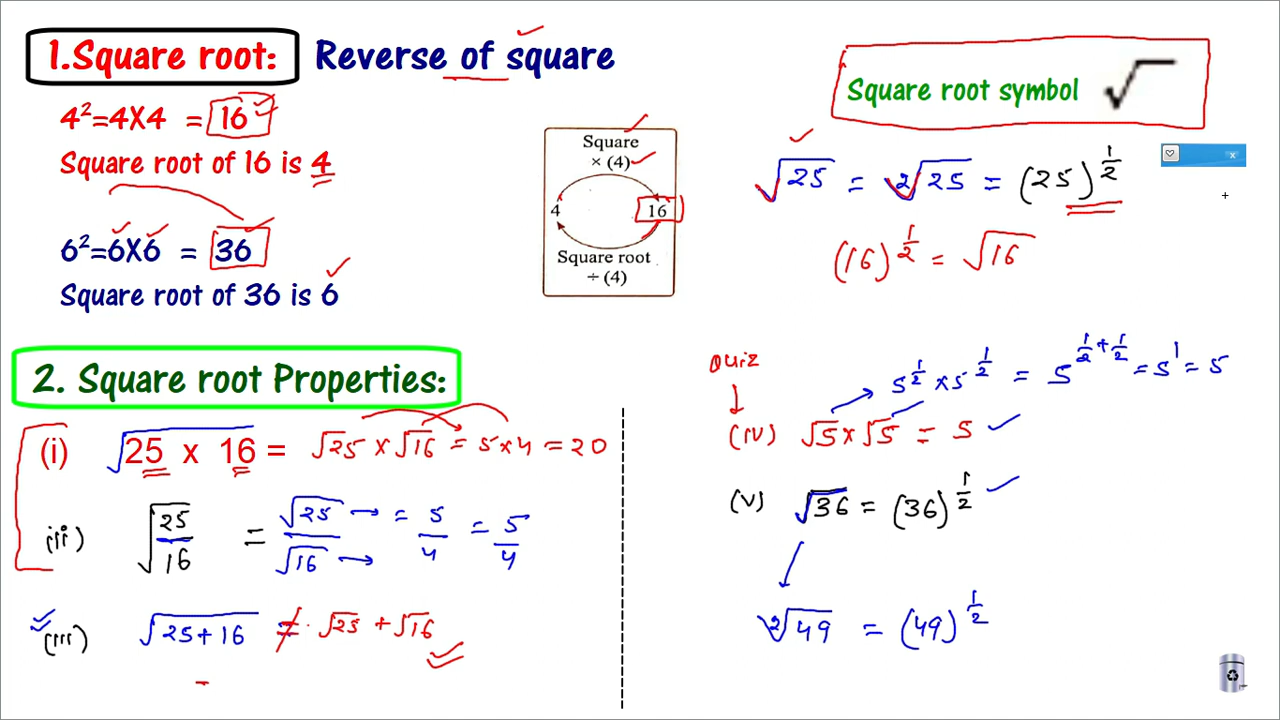 1.Square root: Reverse of square
4²=4X4 = 16
Square root of 16 is 4
6²=6X6 = 36
Square root of 36 is 6
Square
× (4)
4 16
Square root
÷ (4)
Square root symbol √
√25 = ²√25 = (25)^1/2
(16)^1/2 = √16
2. Square root Properties:
(i) √25 x 16 = √25 × √16 = 5 × 4 = 20
(ii) √25/16 = √25/√16 → = 5/4 = 5/4
(iii) √25+16 ≠ √25 + √16
Quiz
5^1/2 × 5^1/2 = 5^1/2+1/2 = 5^1 = 5
(iv) √5 × √5 = 5
(v) √36 = (36)^1/2
²√49 = (49)^1/2